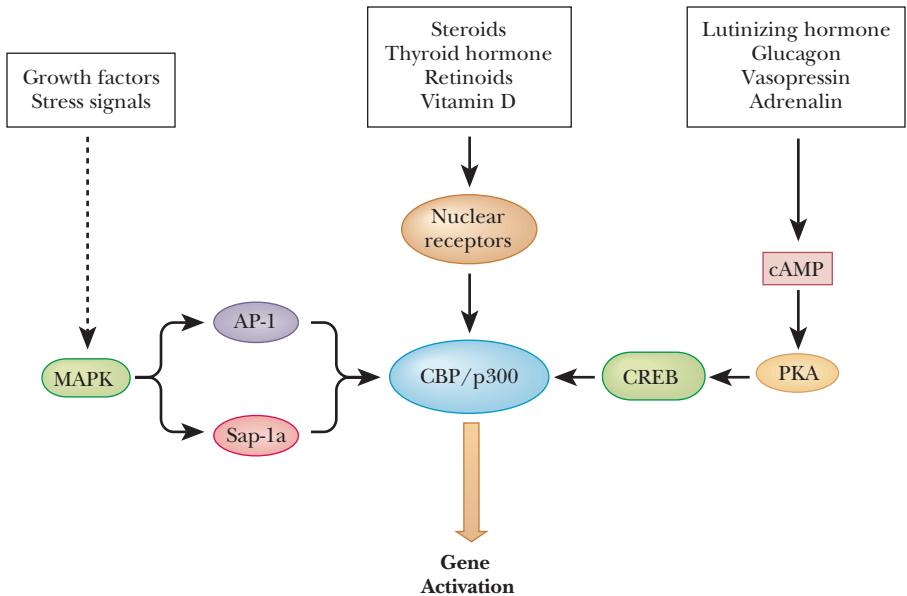 Growth factors
Stress signals
Steroids
Thyroid hormone
Retinoids
Vitamin D
Lutinizing hormone
Glucagon
Vasopressin
Adrenalin
Nuclear
receptors
cAMP
AP-1
MAPK
CBP/p300
CREB
PKA
Sap-1a
Gene
Activation